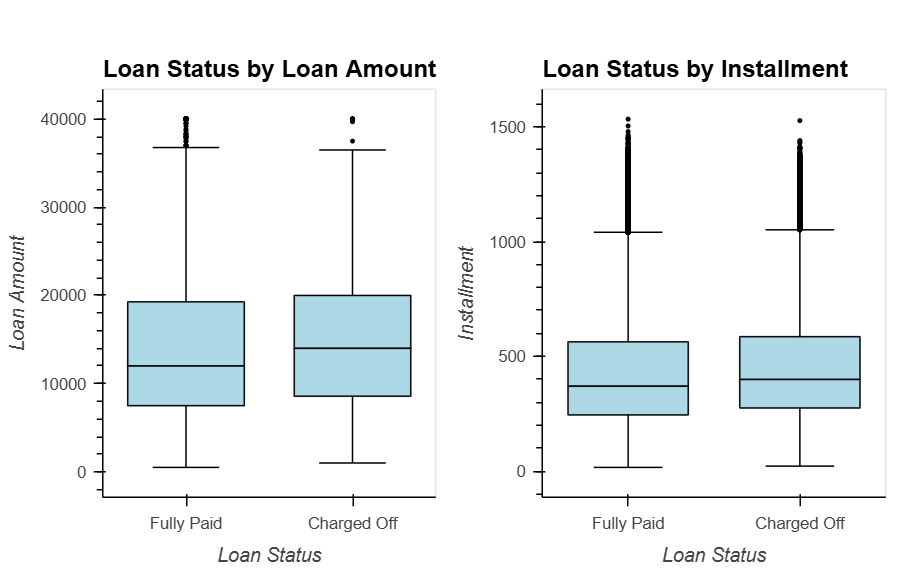 Loan Status by Loan Amount
40000
30000
20000
10000
0
Loan Amount
Fully Paid
Charged Off
Loan Status
Loan Status by Installment
1500
1000
500
0
Installment
Fully Paid
Charged Off
Loan Status